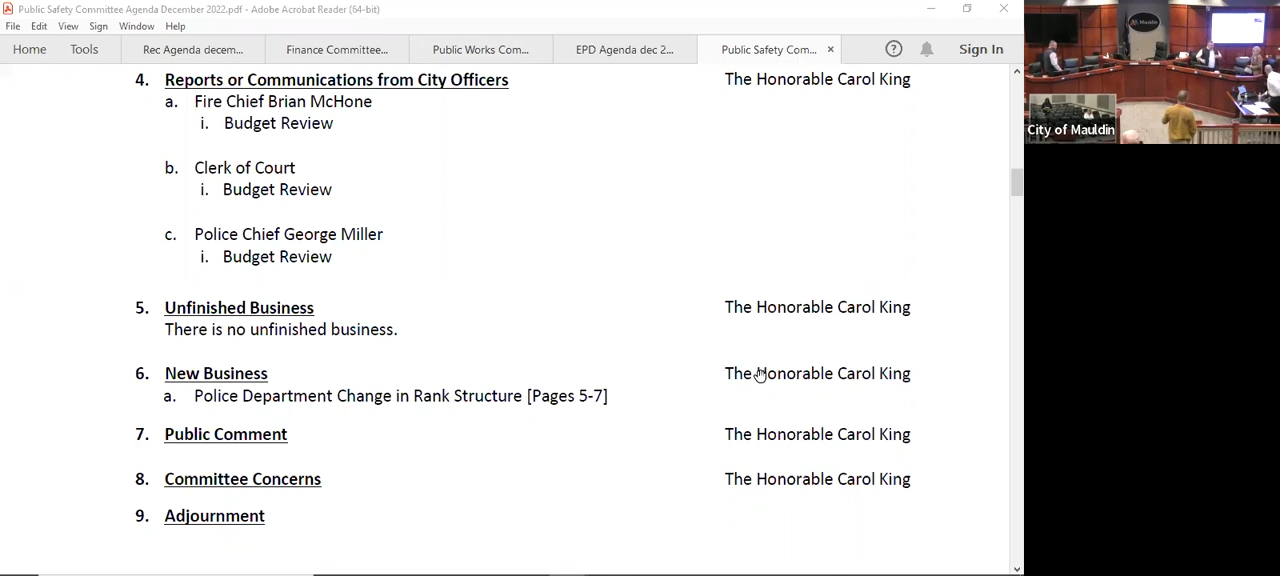 Public Safety Committee Agenda December 2022.pdf - Adobe Acrobat Reader (64-bit)
File Edit View Sign Window Help
Home Tools Rec Agenda decem... Finance Committee... Public Works Com... EPD Agenda dec 2... Public Safety Com... × Sign In
4. Reports or Communications from City Officers The Honorable Carol King
a. Fire Chief Brian McHone
i. Budget Review
b. Clerk of Court
i. Budget Review
c. Police Chief George Miller
i. Budget Review
5. Unfinished Business The Honorable Carol King
There is no unfinished business.
6. New Business The Honorable Carol King
a. Police Department Change in Rank Structure [Pages 5-7]
7. Public Comment The Honorable Carol King
8. Committee Concerns The Honorable Carol King
9. Adjournment
Mauldin
City of Mauldin